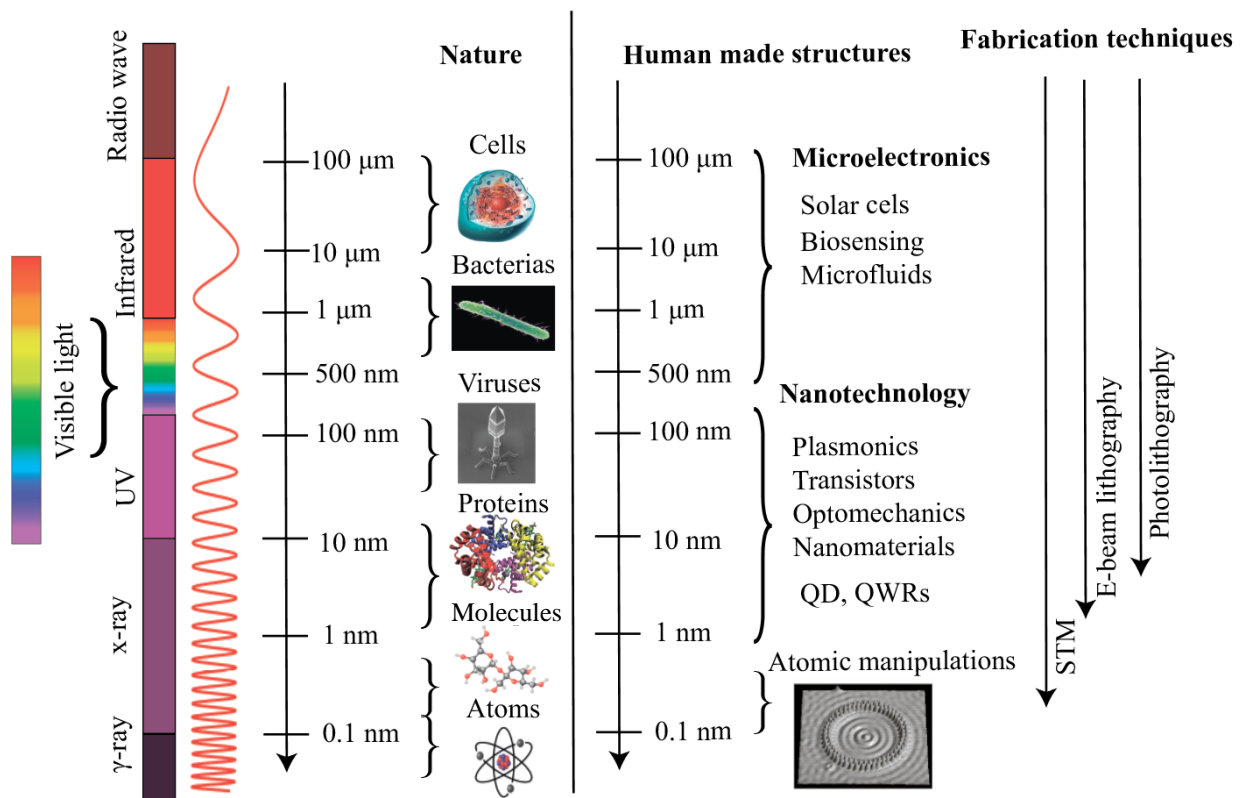 Radio wave
Infrared
Visible light
UV
x-ray
γ-ray
Nature
100 μm
10 μm
1 μm
500 nm
100 nm
10 nm
1 nm
0.1 nm
Cells
Bacterias
Viruses
Proteins
Molecules
Atoms
Human made structures
100 μm
10 μm
1 μm
500 nm
100 nm
10 nm
1 nm
0.1 nm
Microelectronics
Solar cels
Biosensing
Microfluids
Nanotechnology
Plasmonics
Transistors
Optomechanics
Nanomaterials
QD, QWRs
Atomic manipulations
Fabrication techniques
STM
E-beam lithography
Photolithography